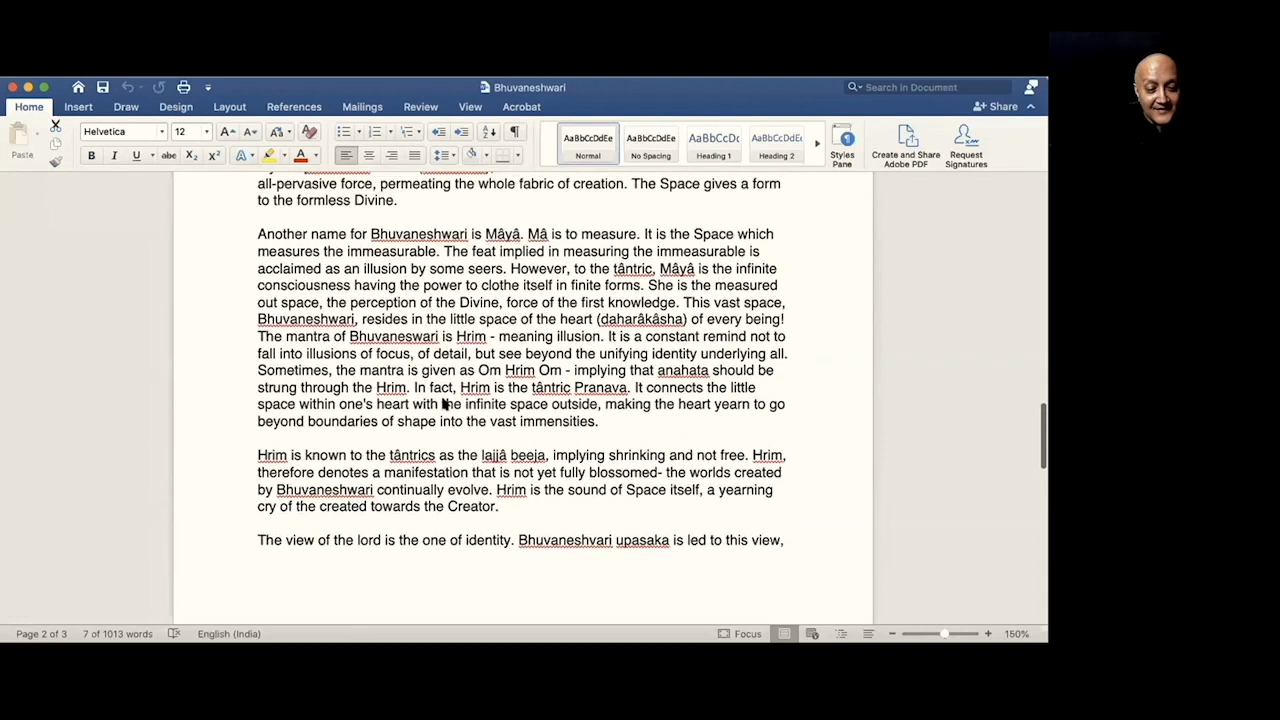 Bhuvaneshwari
Search in Document
Home Insert Draw Design Layout References Mailings Review View Acrobat Share
Paste
Helvetica 12
AaBbCcDdEe AaBbCcDdEe AaBbCcDc AaBbCcDdEe
Normal No Spacing Heading 1 Heading 2
Styles Pane
Create and Share Adobe PDF
Request Signatures
all-pervasive force, permeating the whole fabric of creation. The Space gives a form
to the formless Divine.
Another name for Bhuvaneshwari is Mâyâ. Mâ is to measure. It is the Space which
measures the immeasurable. The feat implied in measuring the immeasurable is
acclaimed as an illusion by some seers. However, to the tântric, Mâyâ is the infinite
consciousness having the power to clothe itself in finite forms. She is the measured
out space, the perception of the Divine, force of the first knowledge. This vast space,
Bhuvaneshwari, resides in the little space of the heart (daharâkâsha) of every being!
The mantra of Bhuvaneswari is Hrim - meaning illusion. It is a constant remind not to
fall into illusions of focus, of detail, but see beyond the unifying identity underlying all.
Sometimes, the mantra is given as Om Hrim Om - implying that anahata should be
strung through the Hrim. In fact, Hrim is the tântric Pranava. It connects the little
space within one's heart with the infinite space outside, making the heart yearn to go
beyond boundaries of shape into the vast immensities.
Hrim is known to the tântrics as the lajjâ beeja, implying shrinking and not free. Hrim,
therefore denotes a manifestation that is not yet fully blossomed- the worlds created
by Bhuvaneshwari continually evolve. Hrim is the sound of Space itself, a yearning
cry of the created towards the Creator.
The view of the lord is the one of identity. Bhuvaneshvari upasaka is led to this view,
Page 2 of 3 7 of 1013 words English (India) Focus 150%